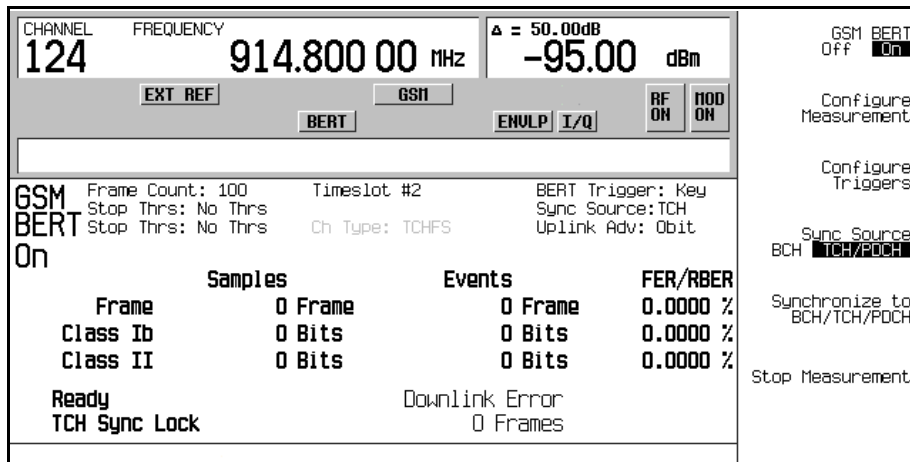 CHANNEL FREQUENCY
124 914.800 00 MHz
Δ = 50.00dB
-95.00 dBm
EXT REF GSM
BERT ENVLP I/Q
RF ON MOD ON
GSM BERT On
Frame Count: 100 Timeslot #2 BERT Trigger: Key
Stop Thrs: No Thrs Sync Source:TCH
Stop Thrs: No Thrs Ch Type: TCHFS Uplink Adv: 0bit
Samples Events FER/RBER
Frame 0 Frame 0 Frame 0.0000 %
Class Ib 0 Bits 0 Bits 0.0000 %
Class II 0 Bits 0 Bits 0.0000 %
Ready Downlink Error
TCH Sync Lock 0 Frames
GSM BERT
Off On
Configure
Measurement
Configure
Triggers
Sync Source
BCH TCH/PDCH
Synchronize to
BCH/TCH/PDCH
Stop Measurement